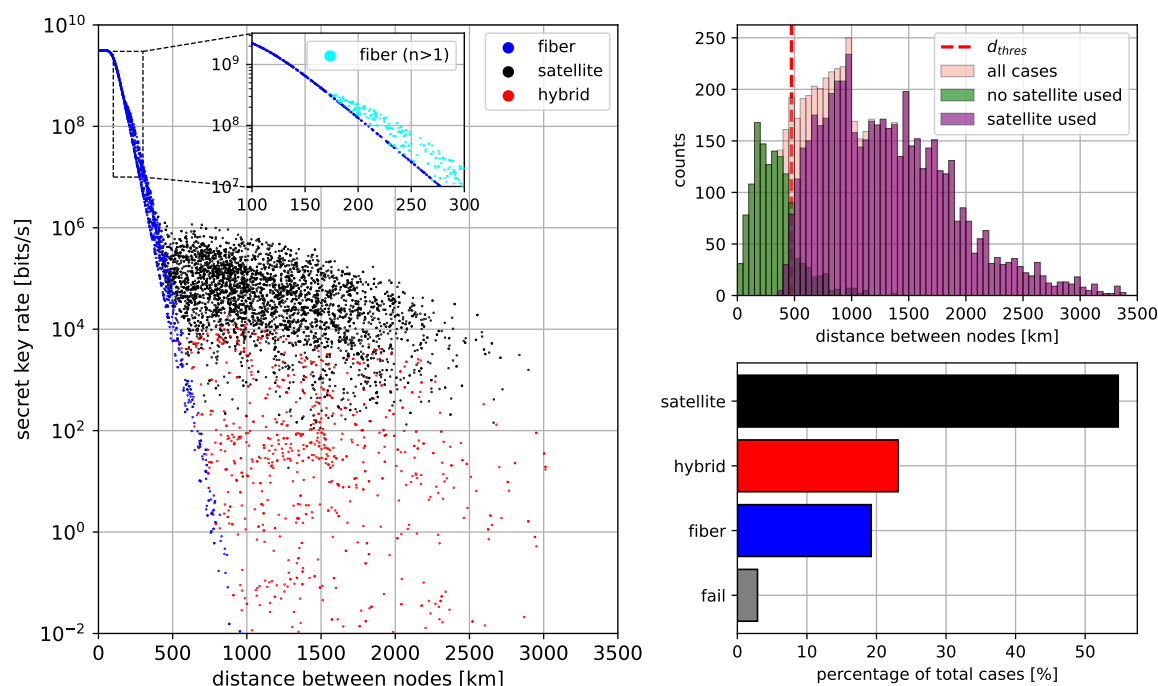 10^10
10^8
10^6
10^4
10^2
10^0
10^−2
secret key rate [bits/s]
0 500 1000 1500 2000 2500 3000 3500
distance between nodes [km]
10^9
10^8
10^7
100 150 200 250 300
fiber (n>1)
fiber
satellite
hybrid
250
200
150
100
50
0
counts
d_thres
all cases
no satellite used
satellite used
0 500 1000 1500 2000 2500 3000 3500
distance between nodes [km]
satellite
hybrid
fiber
fail
0 10 20 30 40 50
percentage of total cases [%]